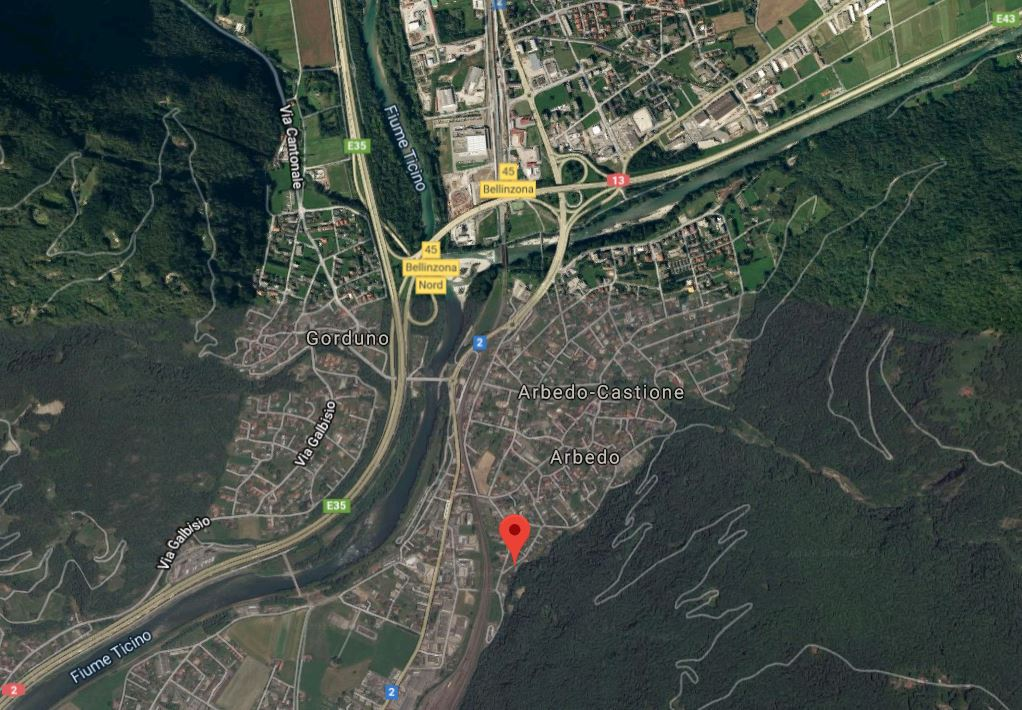 2
E43
Via Cantonale
E35
Fiume Ticino
45
Bellinzona
13
45
Bellinzona
Nord
Gorduno
2
Arbedo-Castione
Via Galbisio
Arbedo
E35
Via Galbisio
Fiume Ticino
2
2